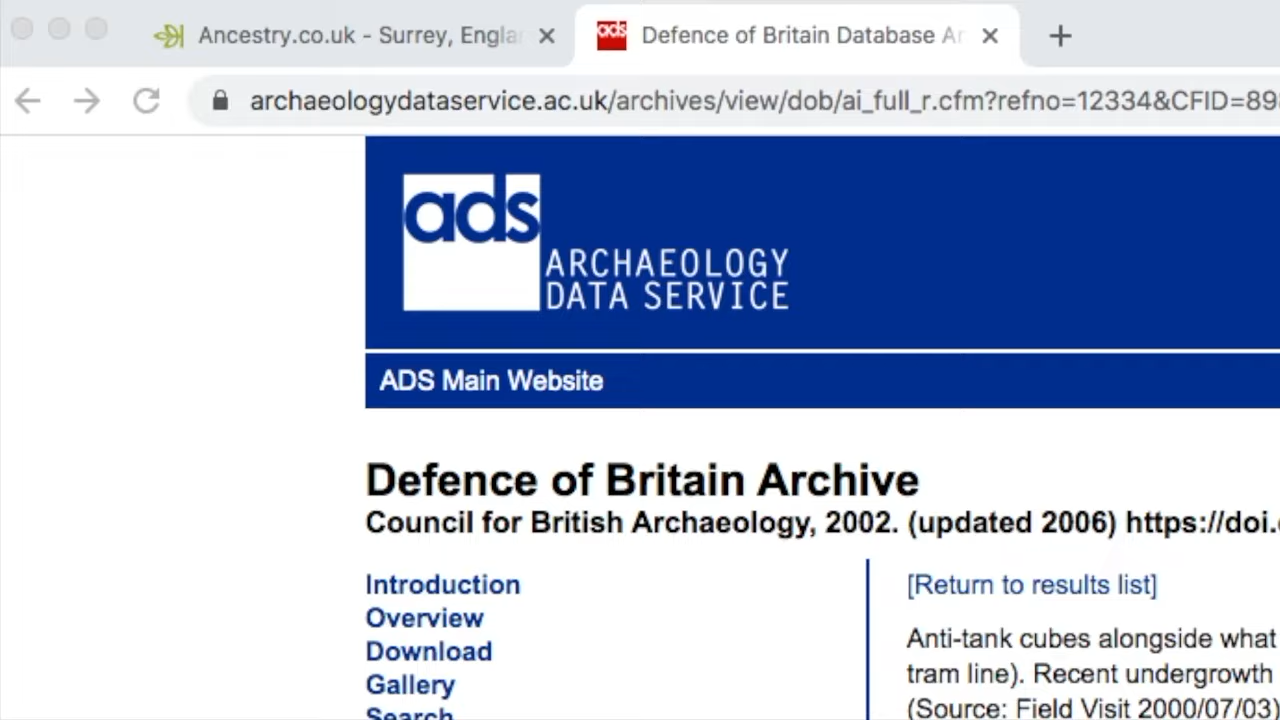 Ancestry.co.uk - Surrey, Engla
ads
Defence of Britain Database Ar
archaeologydataservice.ac.uk/archives/view/dob/ai_full_r.cfm?refno=12334&CFID=89
ads
ARCHAEOLOGY
DATA SERVICE
ADS Main Website
Defence of Britain Archive
Council for British Archaeology, 2002. (updated 2006) https://doi.
Introduction
Overview
Download
Gallery
Search
[Return to results list]
Anti-tank cubes alongside what
tram line). Recent undergrowth
(Source: Field Visit 2000/07/03)